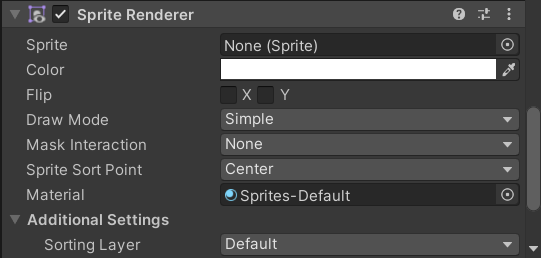 Sprite Renderer
Sprite None (Sprite)
Color
Flip X Y
Draw Mode Simple
Mask Interaction None
Sprite Sort Point Center
Material Sprites-Default
Additional Settings
Sorting Layer Default